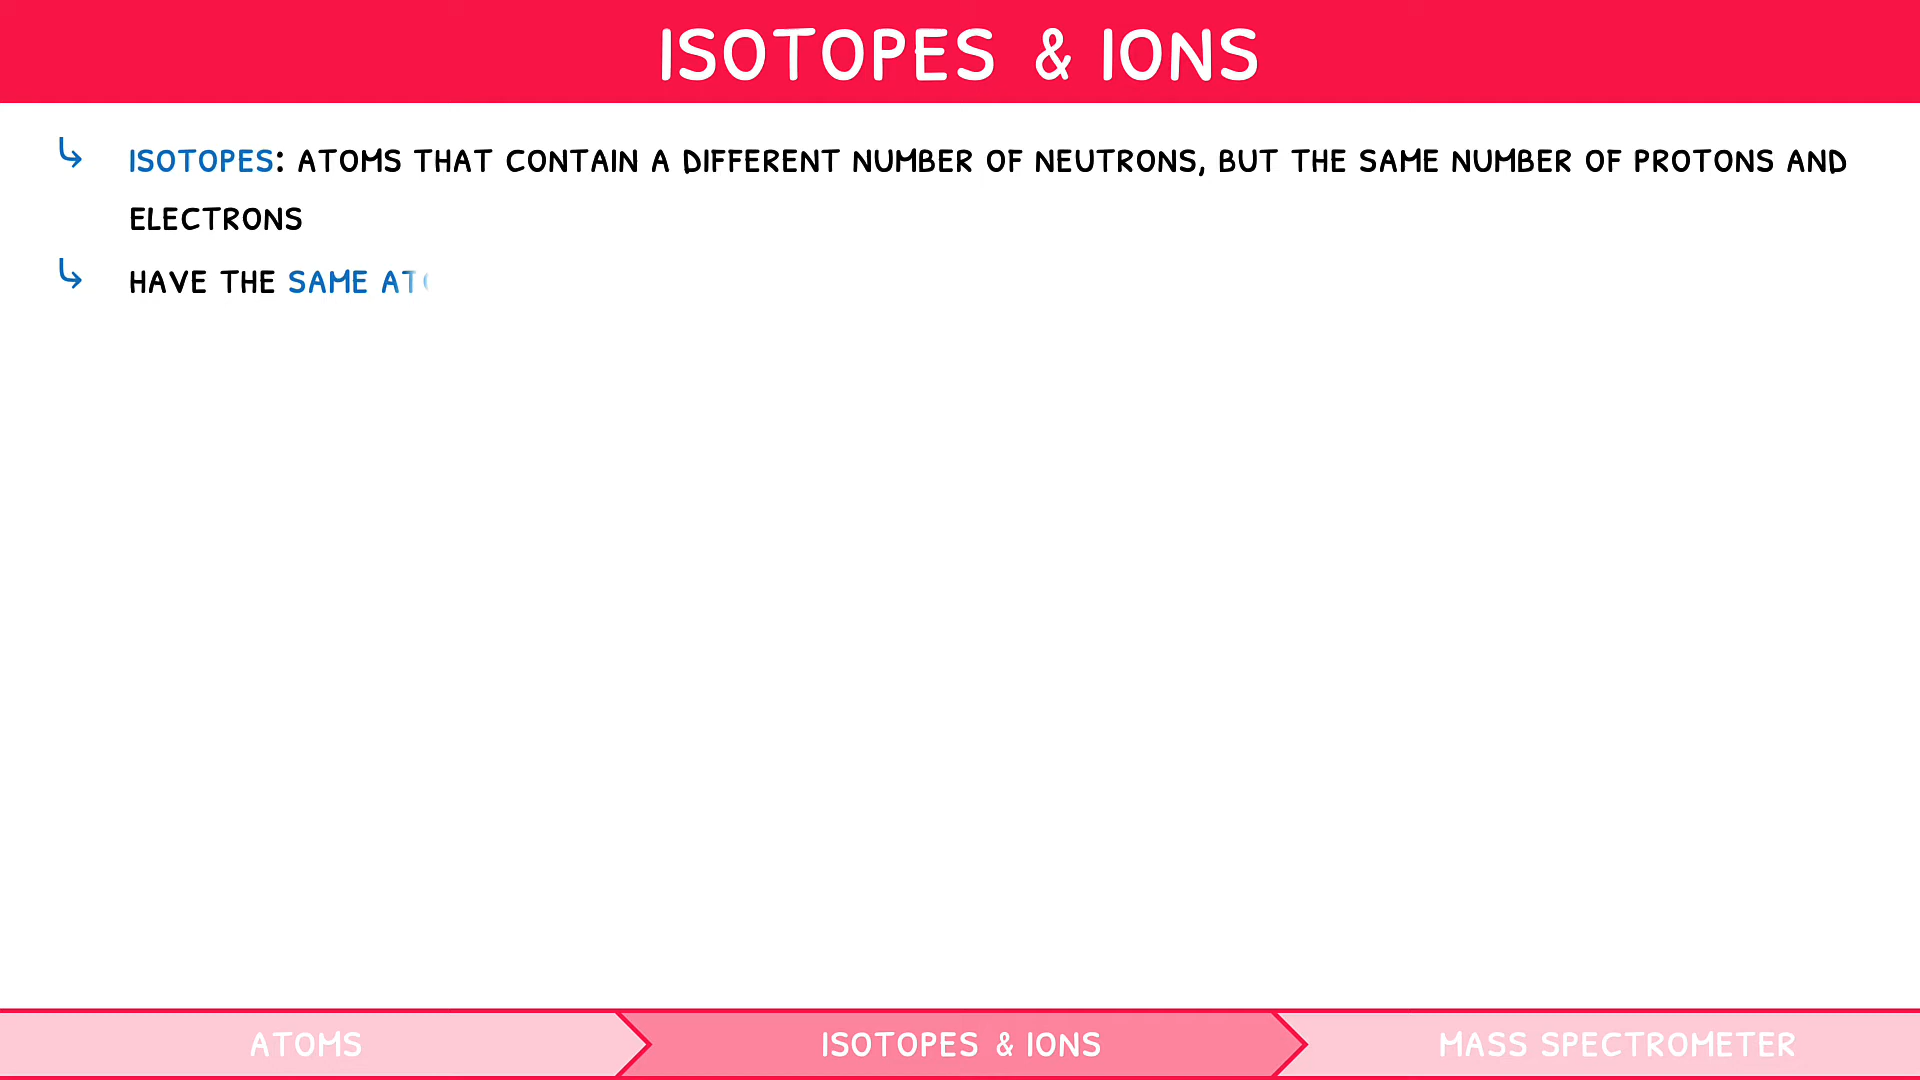 ISOTOPES & IONS
ISOTOPES: ATOMS THAT CONTAIN A DIFFERENT NUMBER OF NEUTRONS, BUT THE SAME NUMBER OF PROTONS AND
ELECTRONS
HAVE THE SAME
ATOMS
ISOTOPES & IONS
MASS SPECTROMETER